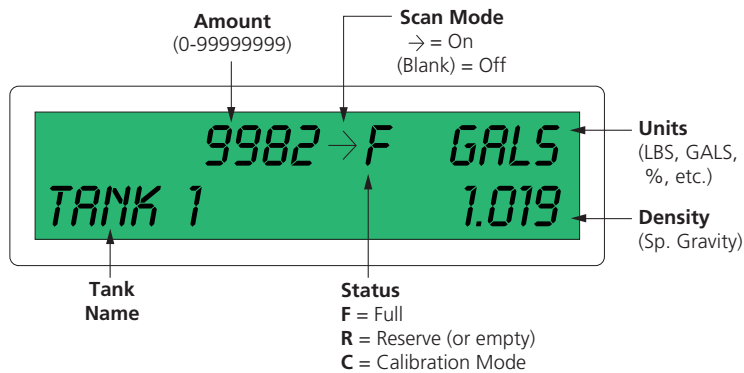 Amount
(0-99999999)
Scan Mode
→ = On
(Blank) = Off
9982 → F GALS
TANK 1 1.019
Units
(LBS, GALS,
%, etc.)
Density
(Sp. Gravity)
Tank
Name
Status
F = Full
R = Reserve (or empty)
C = Calibration Mode